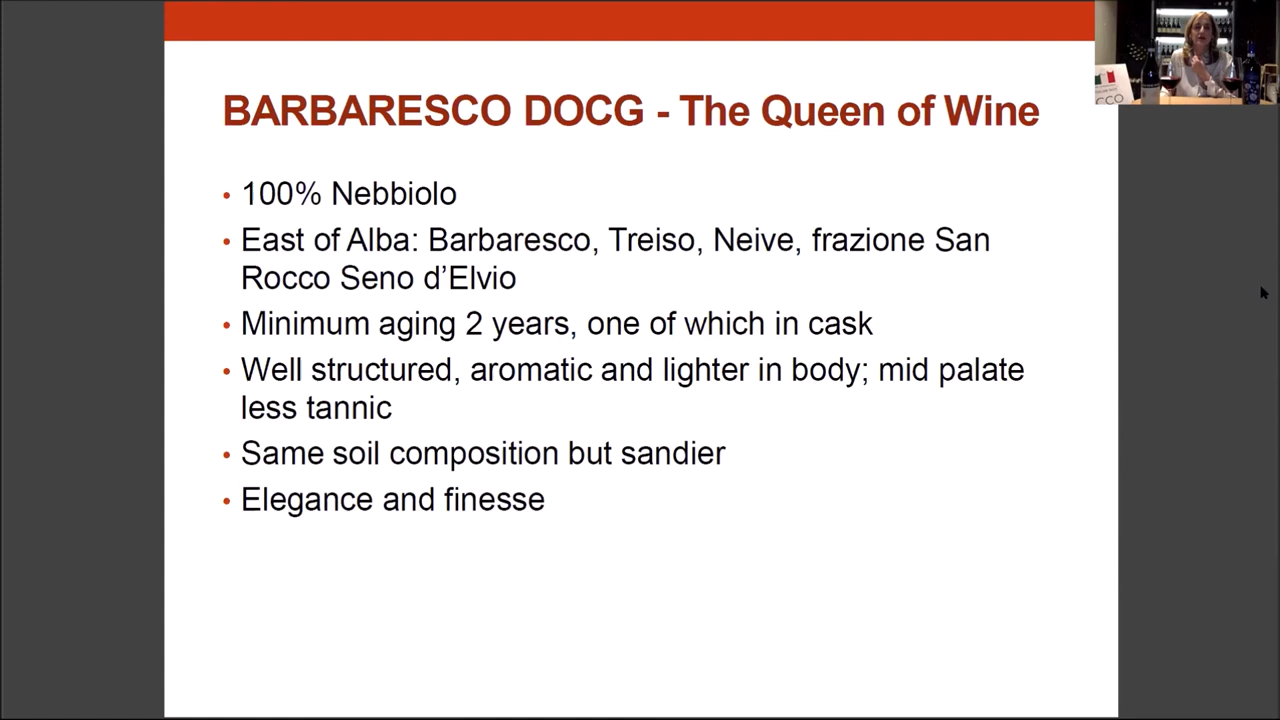 BARBARESCO DOCG - The Queen of Wine
• 100% Nebbiolo
• East of Alba: Barbaresco, Treiso, Neive, frazione San
Rocco Seno d’Elvio
• Minimum aging 2 years, one of which in cask
• Well structured, aromatic and lighter in body; mid palate
less tannic
• Same soil composition but sandier
• Elegance and finesse